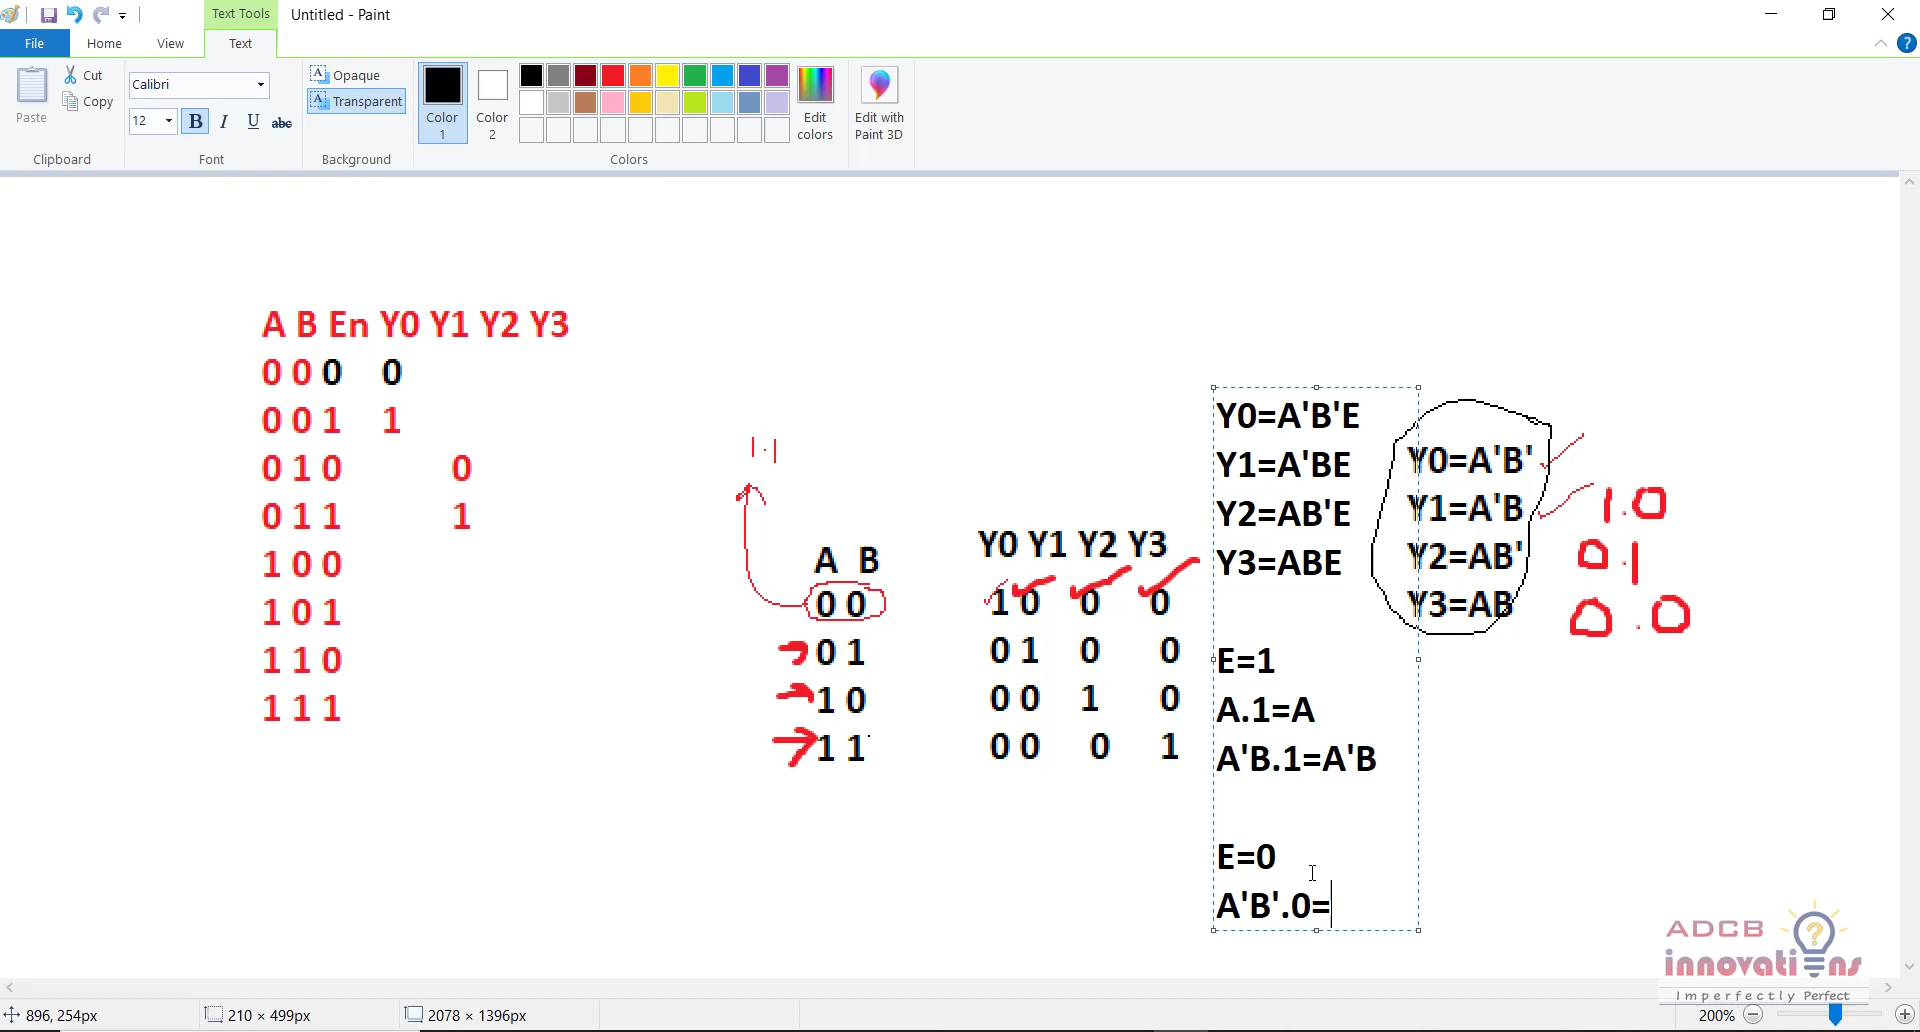 Text Tools
Untitled - Paint
File
Home
View
Text
Paste
Cut
Copy
Clipboard
Calibri
12
B I U abc
Font
Opaque
Transparent
Background
Color 1
Color 2
Edit colors
Colors
Edit with Paint 3D
A B En Y0 Y1 Y2 Y3
0 0 0 0
0 0 1 1
0 1 0 0
0 1 1 1
1 0 0
1 0 1
1 1 0
1 1 1
1.1
A B
0 0
0 1
1 0
1 1
Y0 Y1 Y2 Y3
1 0 0 0
0 1 0 0
0 0 1 0
0 0 0 1
Y0=A'B'E
Y1=A'BE
Y2=AB'E
Y3=ABE
E=1
A.1=A
A'B.1=A'B
E=0
A'B'.0=
Y0=A'B'
Y1=A'B
Y2=AB'
Y3=AB
1.0
0.1
0.0
ADCB
innovations
Imperfectly Perfect
896, 254px
210 × 499px
2078 × 1396px
200%